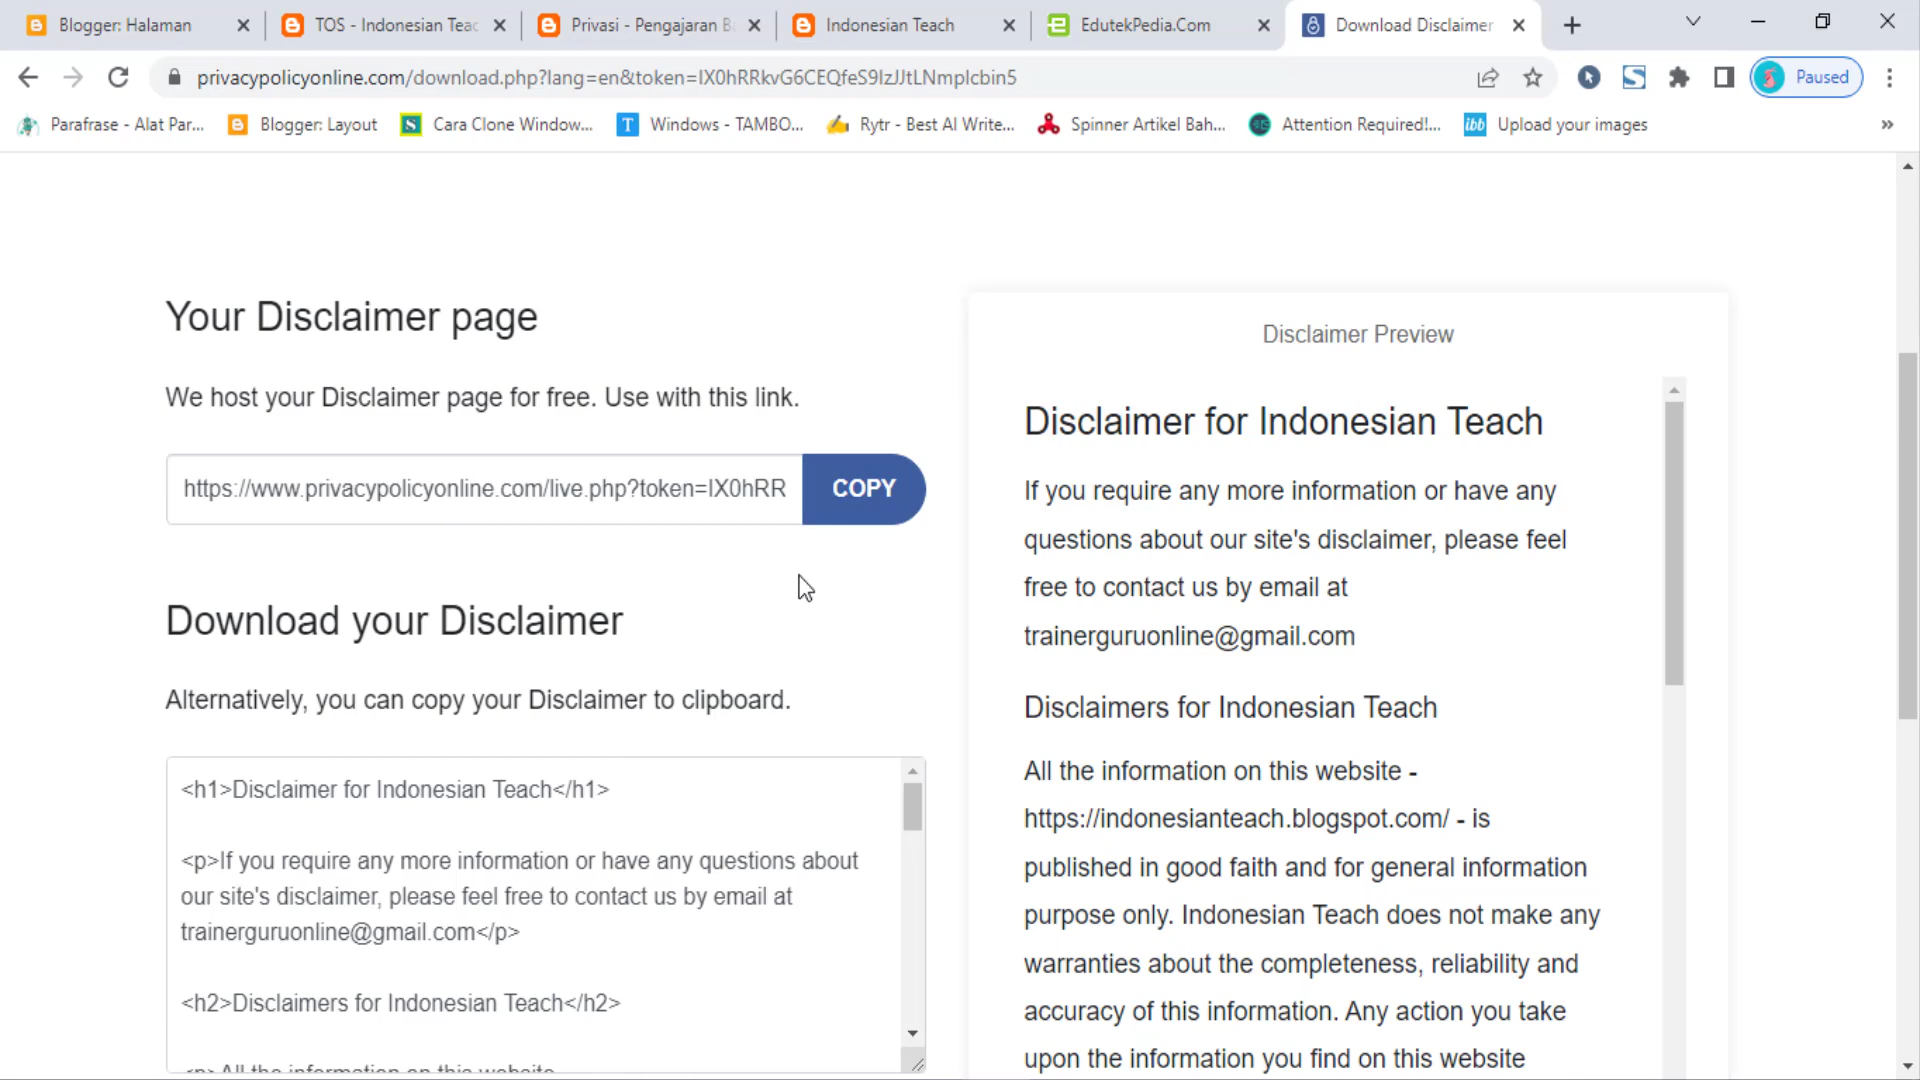 Blogger: Halaman
TOS - Indonesian Teac
Privasi - Pengajaran B
Indonesian Teach
EdutekPedia.Com
Download Disclaimer
privacypolicyonline.com/download.php?lang=en&token=IX0hRRkvG6CEQfeS9IzJJtLNmplcbin5
Paused
Parafrase - Alat Par...
Blogger: Layout
S Cara Clone Window...
T Windows - TAMBO...
Rytr - Best AI Write...
Spinner Artikel Bah...
Attention Required!...
ibb Upload your images
»
Your Disclaimer page
We host your Disclaimer page for free. Use with this link.
https://www.privacypolicyonline.com/live.php?token=IX0hRR
COPY
Download your Disclaimer
Alternatively, you can copy your Disclaimer to clipboard.
<h1>Disclaimer for Indonesian Teach</h1>
<p>If you require any more information or have any questions about
our site's disclaimer, please feel free to contact us by email at
trainerguruonline@gmail.com</p>
<h2>Disclaimers for Indonesian Teach</h2>
<p>All the information on this website
Disclaimer Preview
Disclaimer for Indonesian Teach
If you require any more information or have any
questions about our site's disclaimer, please feel
free to contact us by email at
trainerguruonline@gmail.com
Disclaimers for Indonesian Teach
All the information on this website -
https://indonesianteach.blogspot.com/ - is
published in good faith and for general information
purpose only. Indonesian Teach does not make any
warranties about the completeness, reliability and
accuracy of this information. Any action you take
upon the information you find on this website